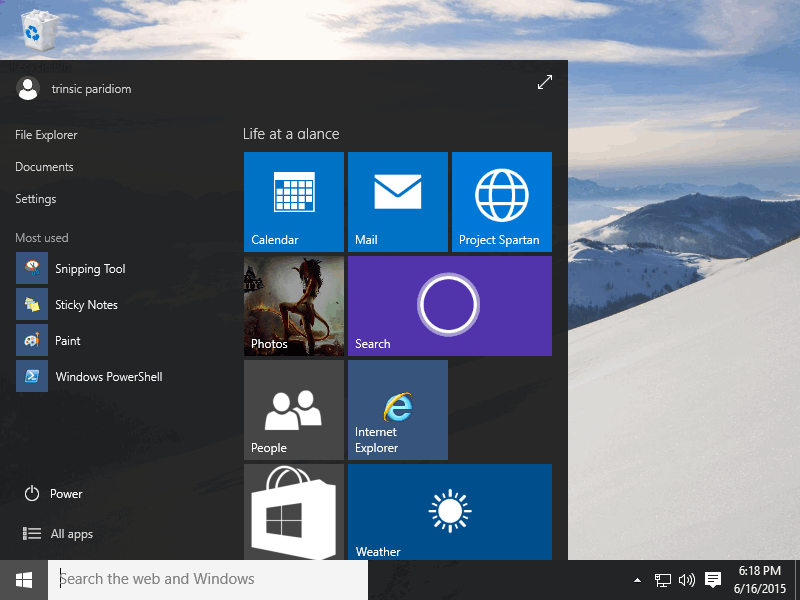 trinsic paridiom
File Explorer
Documents
Settings
Most used
Snipping Tool
Sticky Notes
Paint
Windows PowerShell
Power
All apps
Life at a glance
Calendar
Mail
Project Spartan
Photos
Search
People
Internet
Explorer
Weather
Search the web and Windows
6:18 PM
6/16/2015